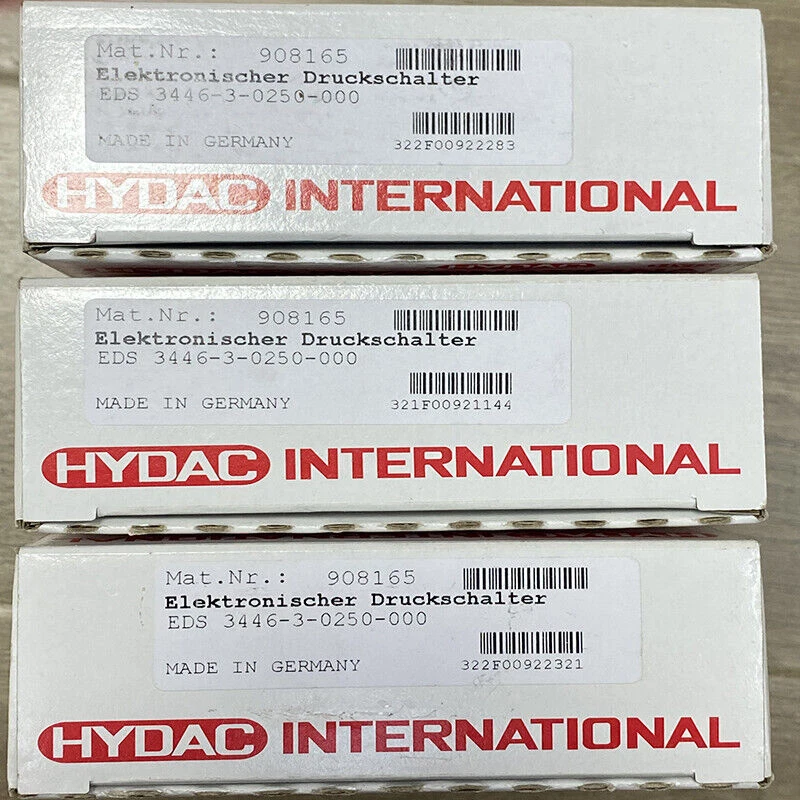 Mat.Nr.: 908165
Elektronischer Druckschalter
EDS 3446-3-0250-000
MADE IN GERMANY 322F00922283
HYDAC INTERNATIONAL
Mat.Nr.: 908165
Elektronischer Druckschalter
EDS 3446-3-0250-000
MADE IN GERMANY 321F00921144
HYDAC INTERNATIONAL
Mat.Nr.: 908165
Elektronischer Druckschalter
EDS 3446-3-0250-000
MADE IN GERMANY 322F00922321
HYDAC INTERNATIONAL